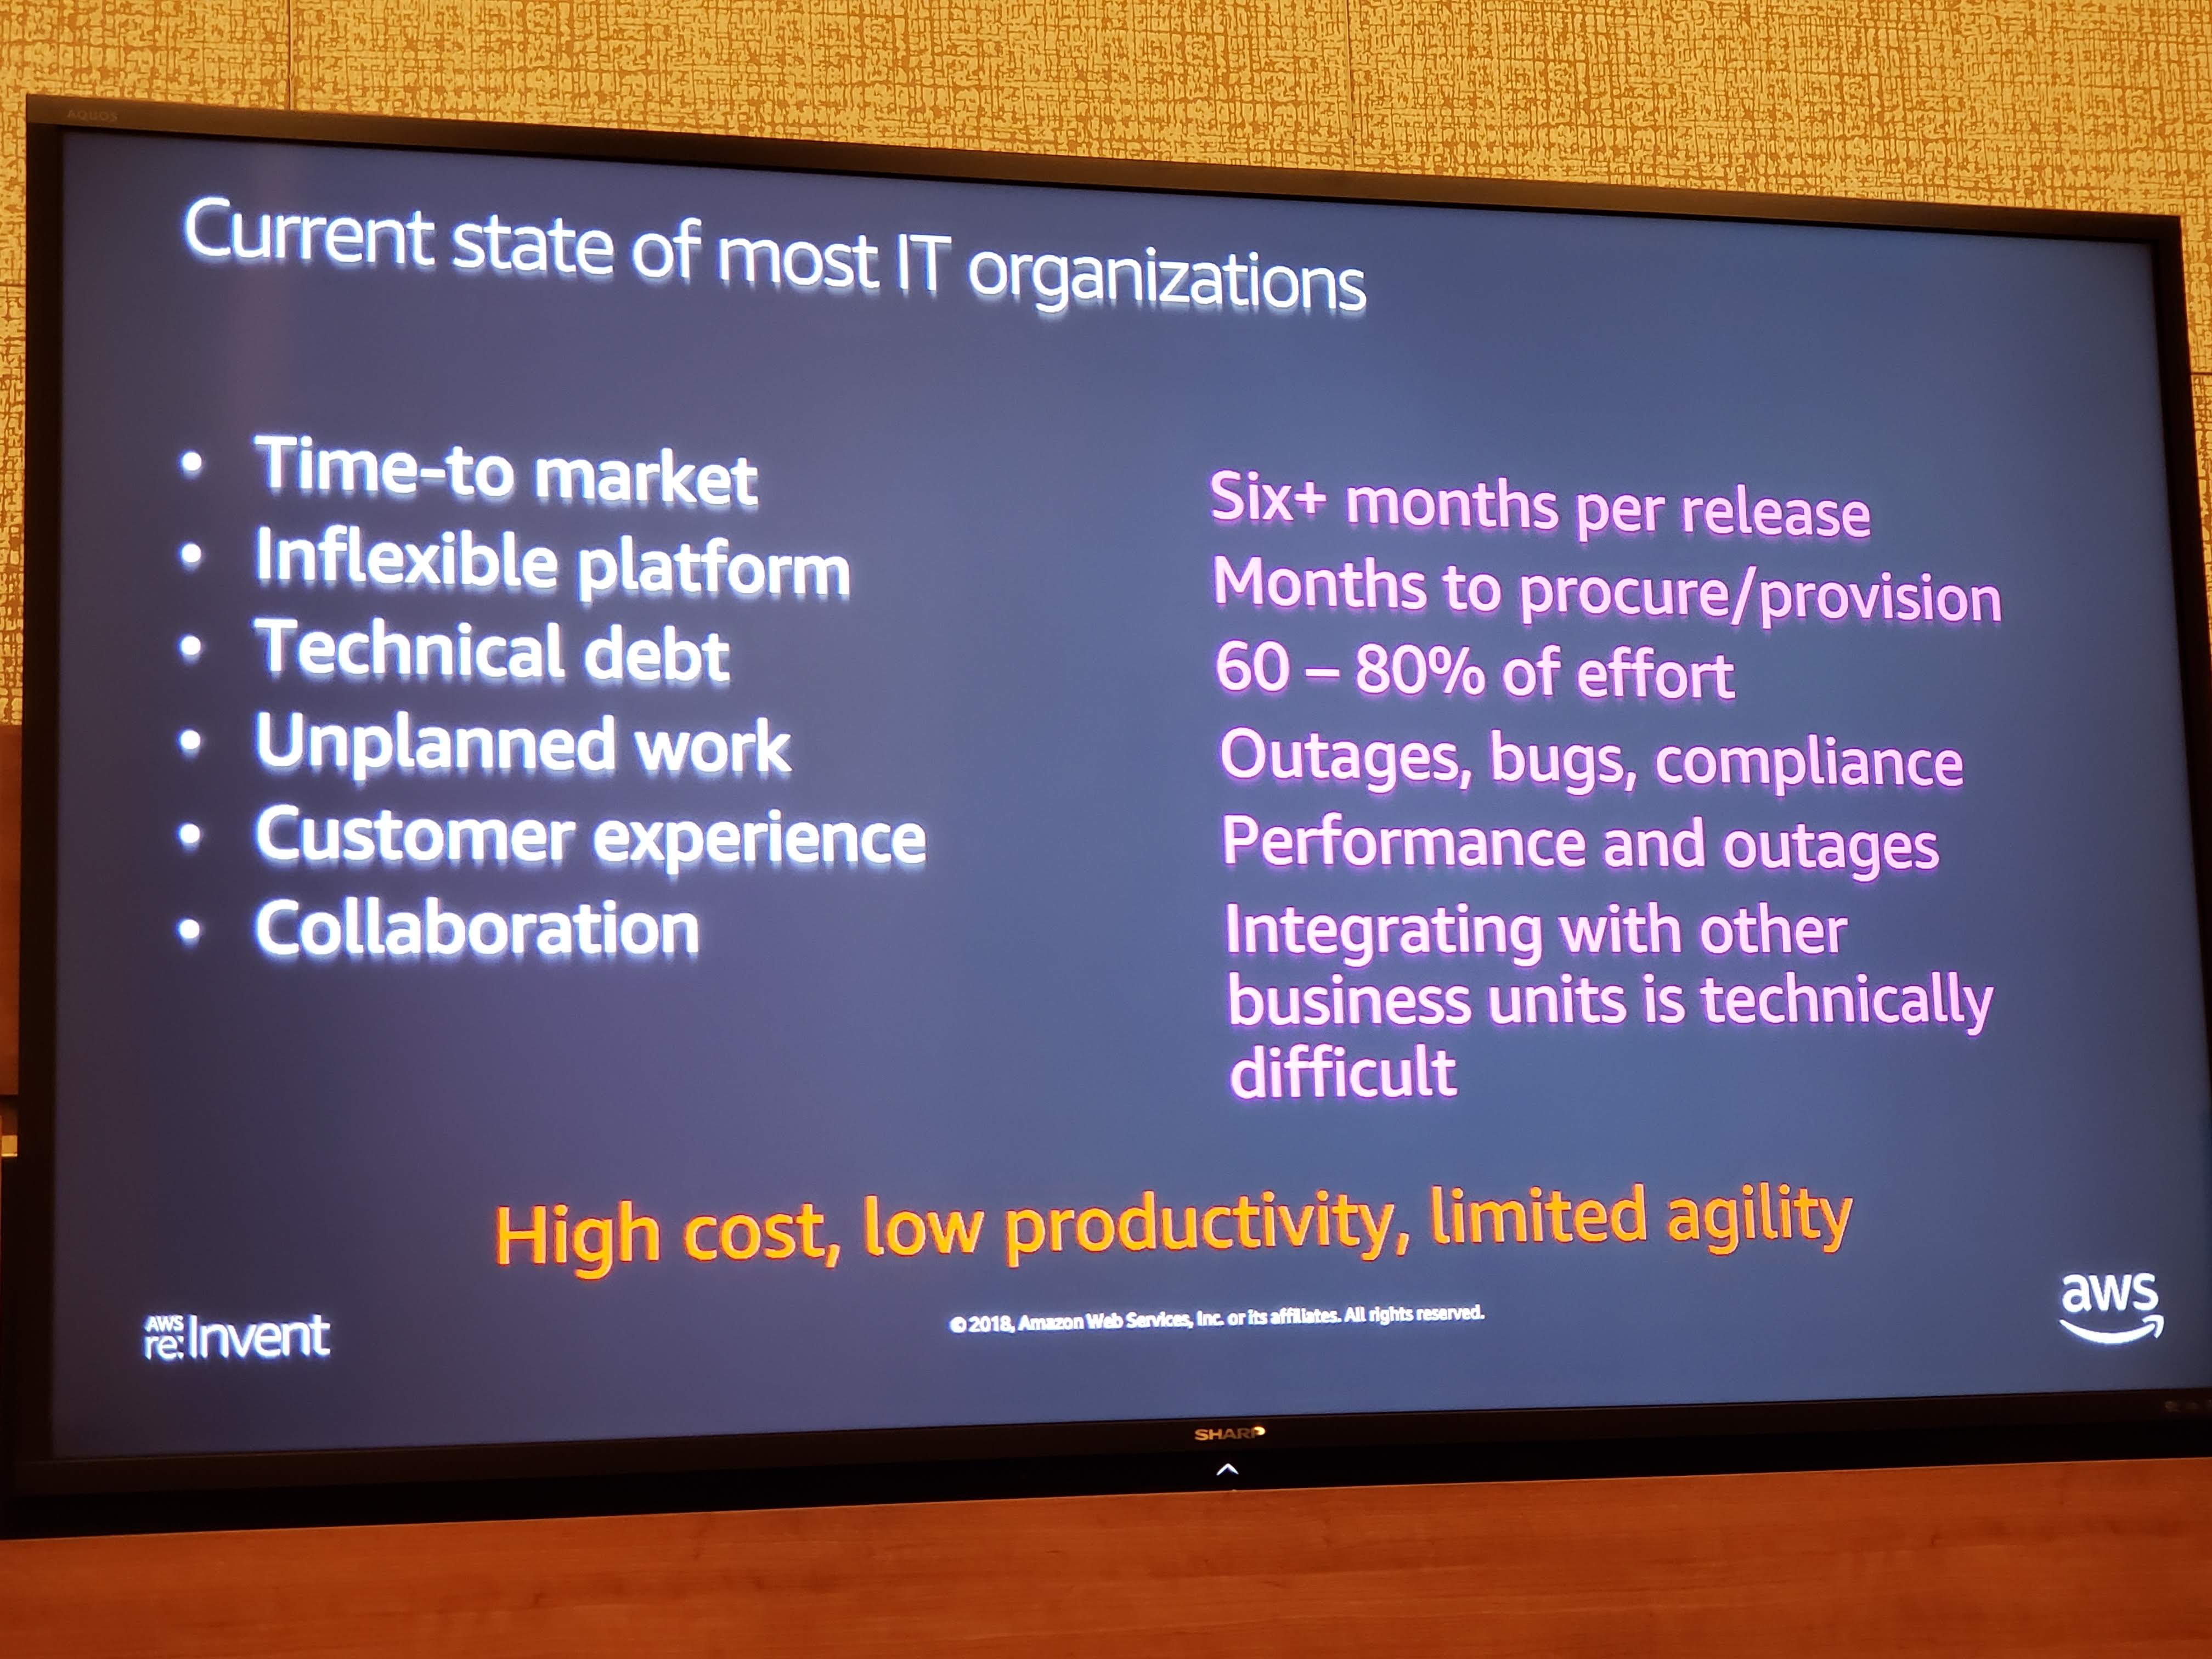 AQUOS
Current state of most IT organizations
• Time-to market
• Inflexible platform
• Technical debt
• Unplanned work
• Customer experience
• Collaboration
Six+ months per release
Months to procure/provision
60 – 80% of effort
Outages, bugs, compliance
Performance and outages
Integrating with other
business units is technically
difficult
High cost, low productivity, limited agility
AWS
re:Invent
© 2018, Amazon Web Services, Inc. or its affiliates. All rights reserved.
aws
SHARP